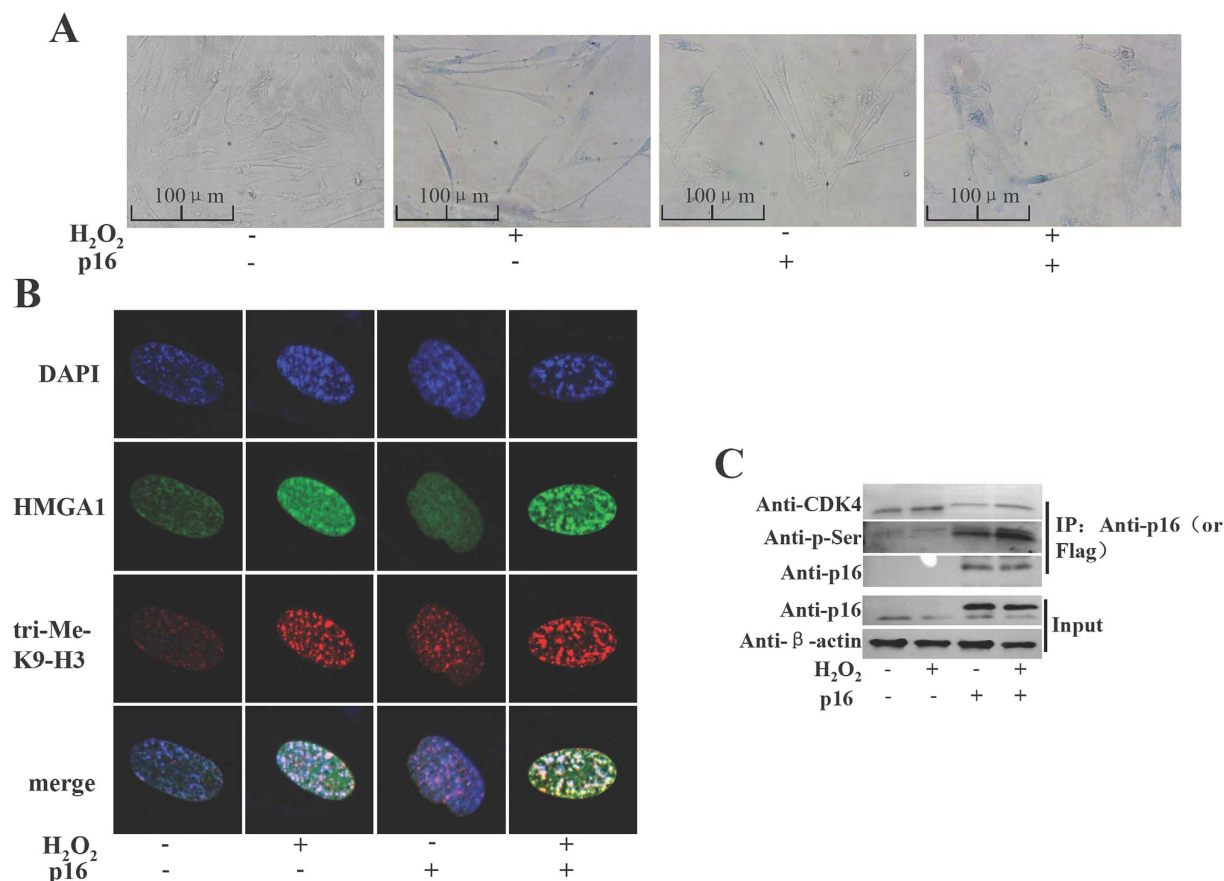 A
100 μ m
100 μ m
100 μ m
100 μ m
H₂O₂ - + - +
p16 - - + +
B
DAPI
HMGA1
tri-Me-
K9-H3
merge
H₂O₂ - + - +
p16 - - + +
C
Anti-CDK4
Anti-p-Ser
Anti-p16
IP: Anti-p16（or
Flag）
Anti-p16
Anti-β-actin
Input
H₂O₂ - + - +
p16 - - + +